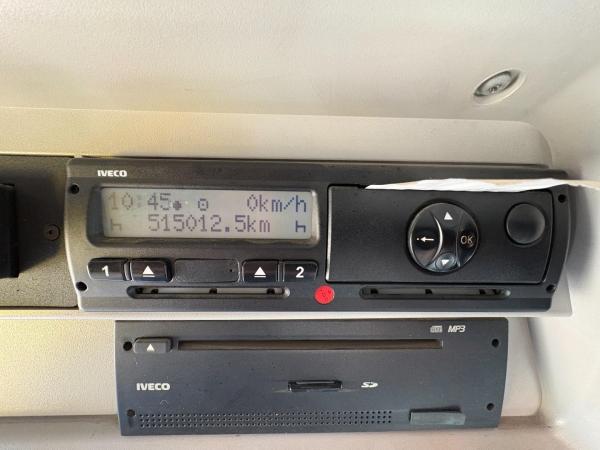 IVECO
10:45 0km/h
515012.5km
1 2
OK
MP3
IVECO
SD